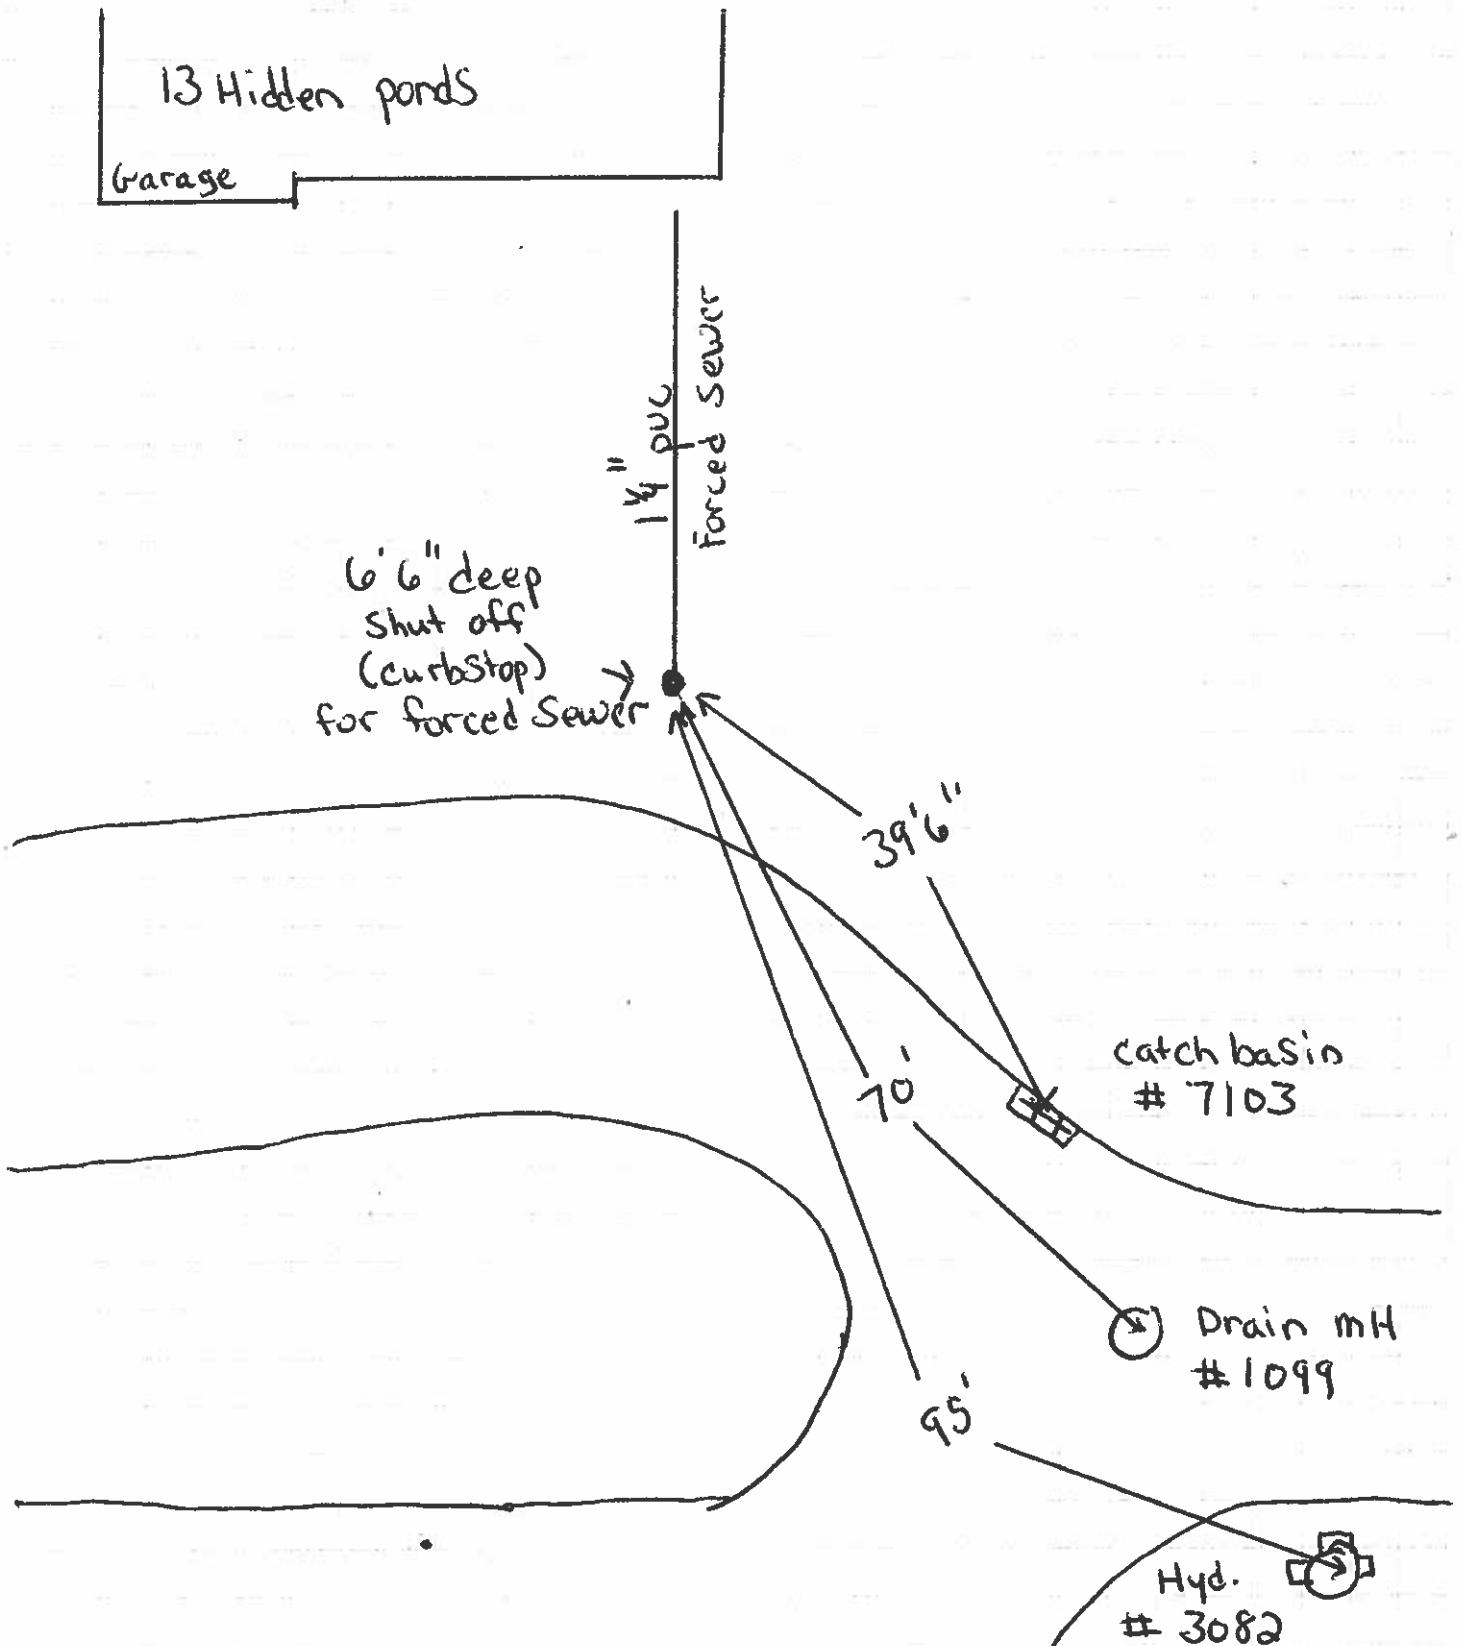 13 Hidden ponds
Garage
1¼" pvc
Forced sewer
6'6" deep
shut off
(curbstop)
for forced sewer
39'6"
70'
95'
catch basin
# 7103
Drain mH
# 1099
Hyd.
# 3082